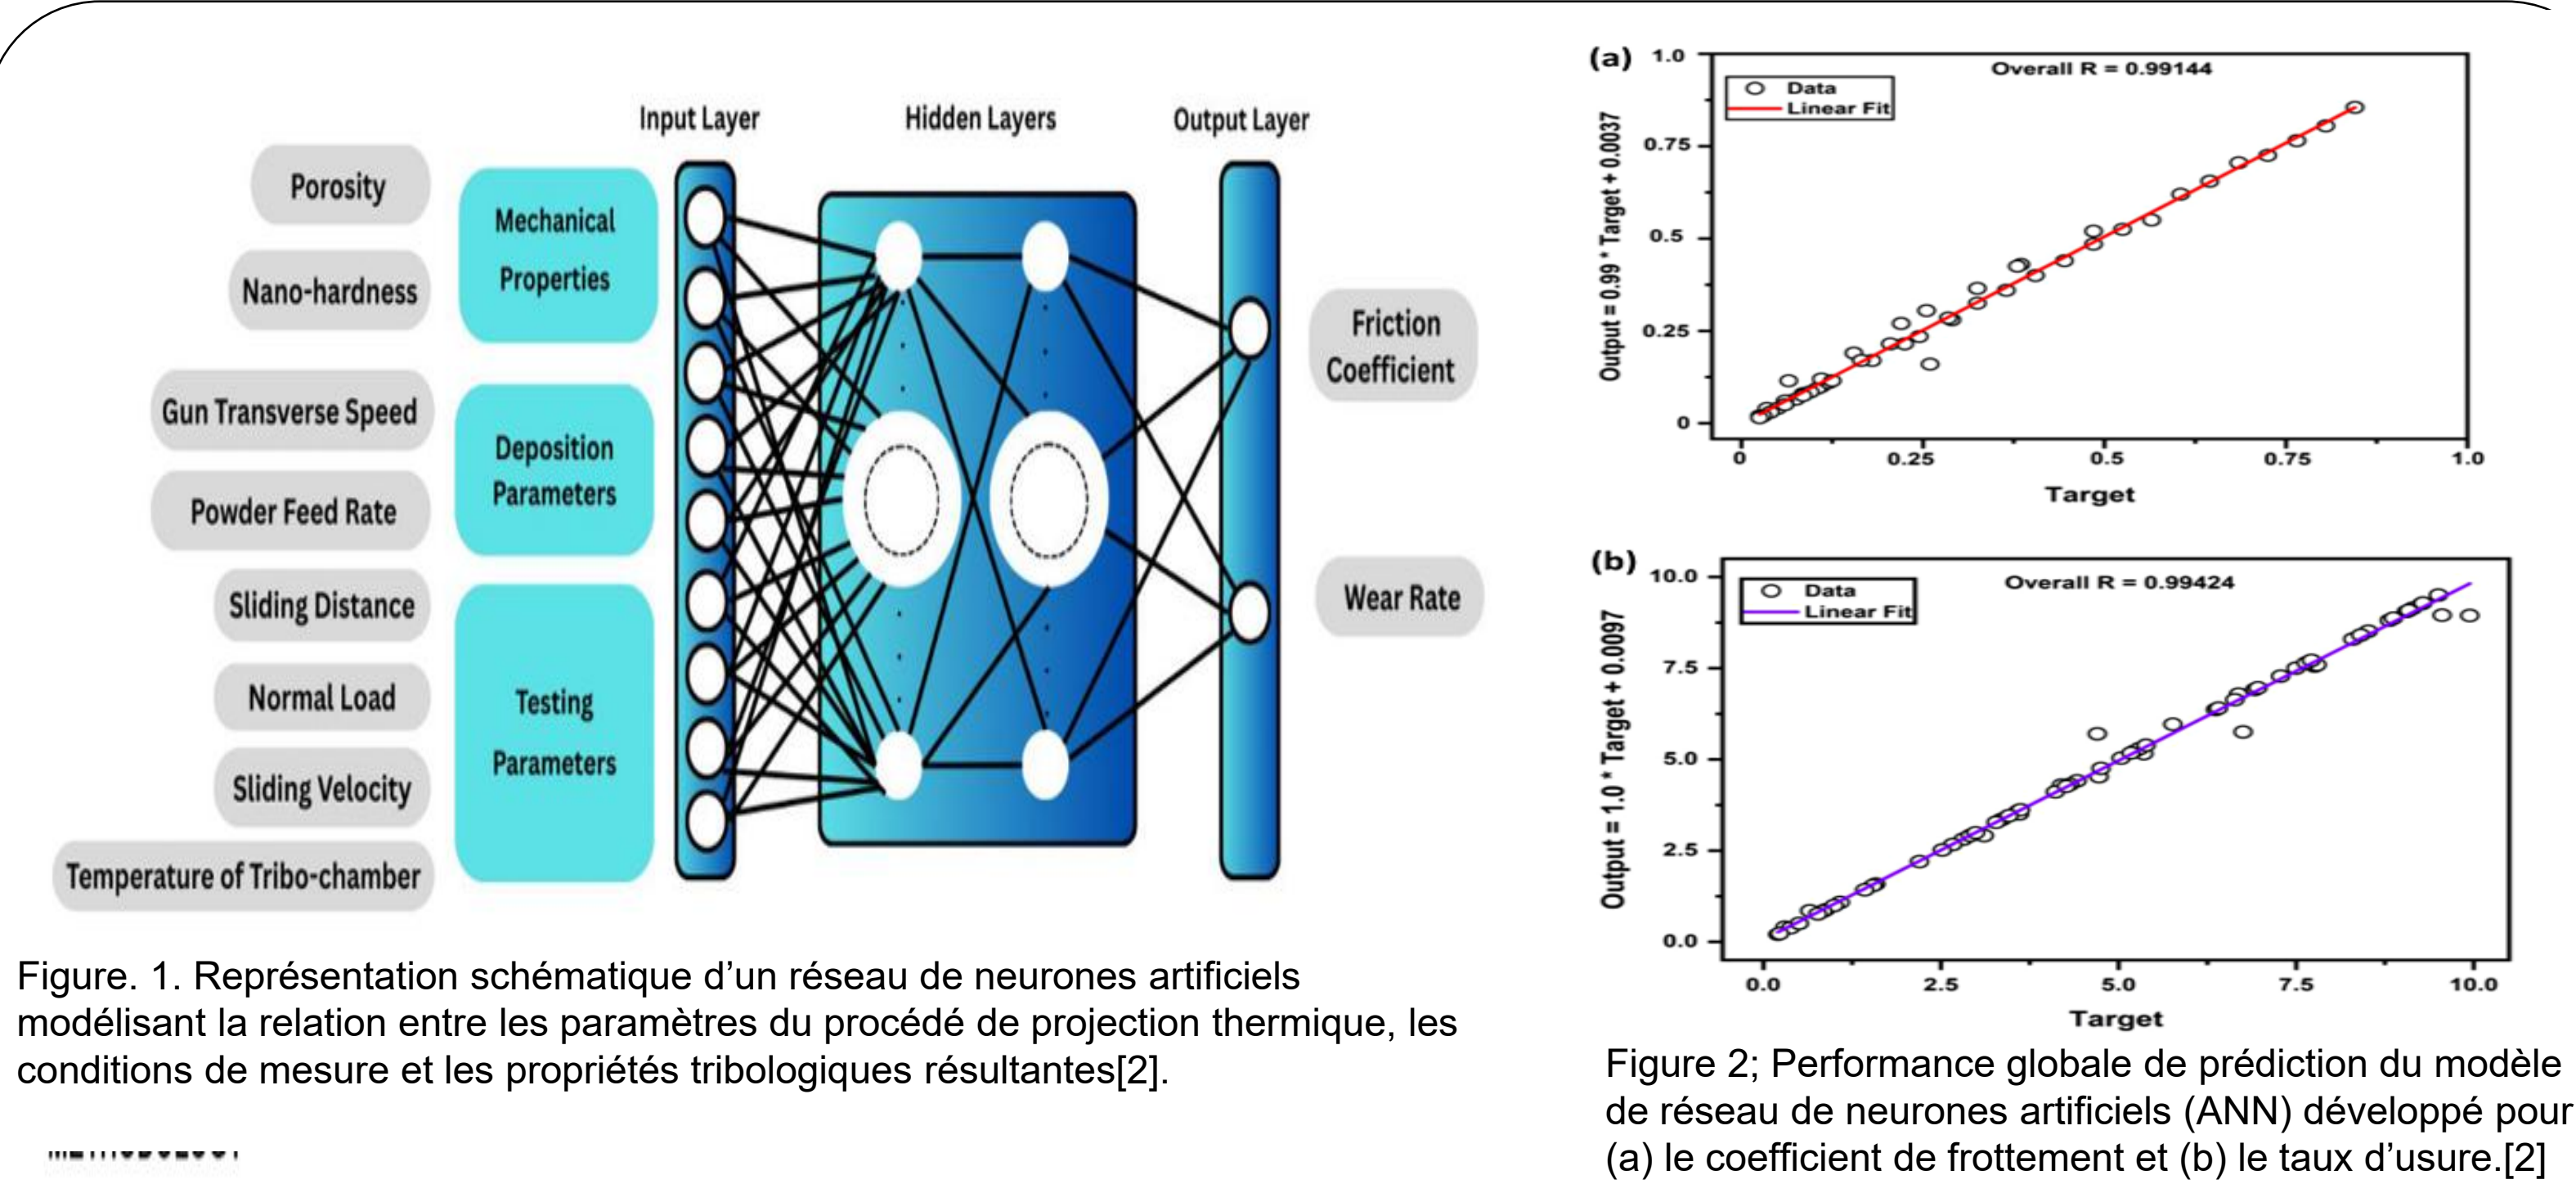 Input Layer
Hidden Layers
Output Layer
Porosity
Nano-hardness
Gun Transverse Speed
Powder Feed Rate
Sliding Distance
Normal Load
Sliding Velocity
Temperature of Tribo-chamber
Mechanical
Properties
Deposition
Parameters
Testing
Parameters
Friction
Coefficient
Wear Rate
Figure. 1. Représentation schématique d’un réseau de neurones artificiels
modélisant la relation entre les paramètres du procédé de projection thermique, les
conditions de mesure et les propriétés tribologiques résultantes[2].
(a)
Overall R = 0.99144
Data
Linear Fit
Output = 0.99 * Target + 0.0037
1.0
0.75
0.5
0.25
0
0 0.25 0.5 0.75 1.0
Target
(b)
Overall R = 0.99424
Data
Linear Fit
Output = 1.0 * Target + 0.0097
10.0
7.5
5.0
2.5
0.0
0.0 2.5 5.0 7.5 10.0
Target
Figure 2; Performance globale de prédiction du modèle
de réseau de neurones artificiels (ANN) développé pour
(a) le coefficient de frottement et (b) le taux d’usure.[2]